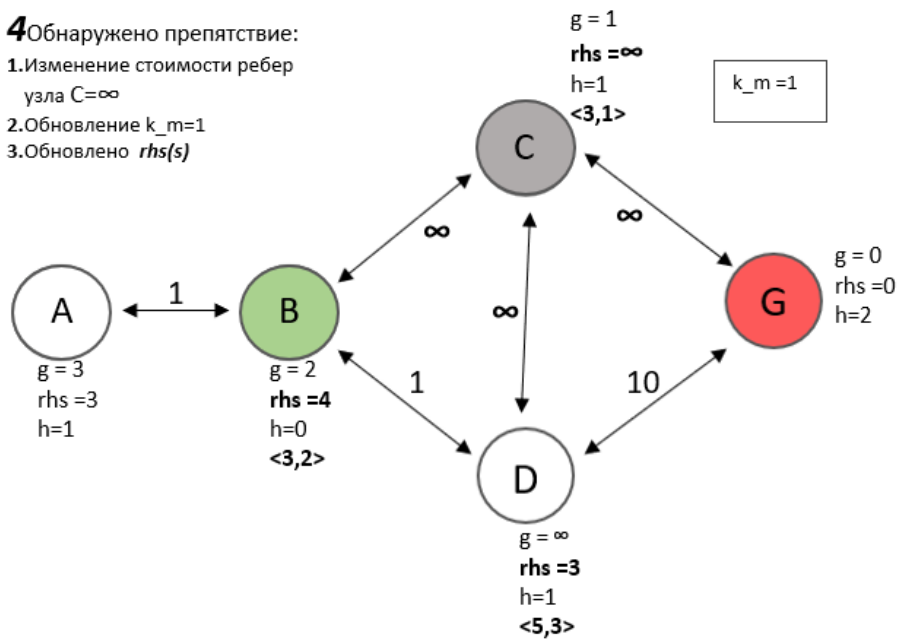 4 Обнаружено препятствие:
1.Изменение стоимости ребер
узла C=∞
2.Обновление k_m=1
3.Обновлено rhs(s)
g = 1
rhs =∞
h=1
<3,1>
k_m =1
C
∞
∞
∞
A
1
B
G
g = 0
rhs =0
h=2
g = 3
rhs =3
h=1
g = 2
rhs =4
h=0
<3,2>
1
10
D
g = ∞
rhs =3
h=1
<5,3>